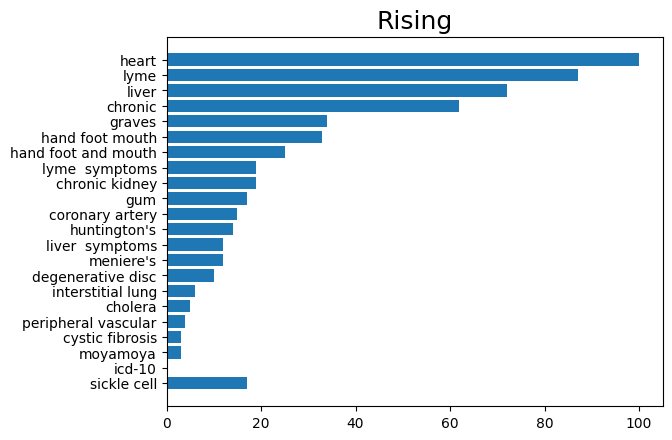 Rising
heart
lyme
liver
chronic
graves
hand foot mouth
hand foot and mouth
lyme  symptoms
chronic kidney
gum
coronary artery
huntington's
liver  symptoms
meniere's
degenerative disc
interstitial lung
cholera
peripheral vascular
cystic fibrosis
moyamoya
icd-10
sickle cell
0 20 40 60 80 100